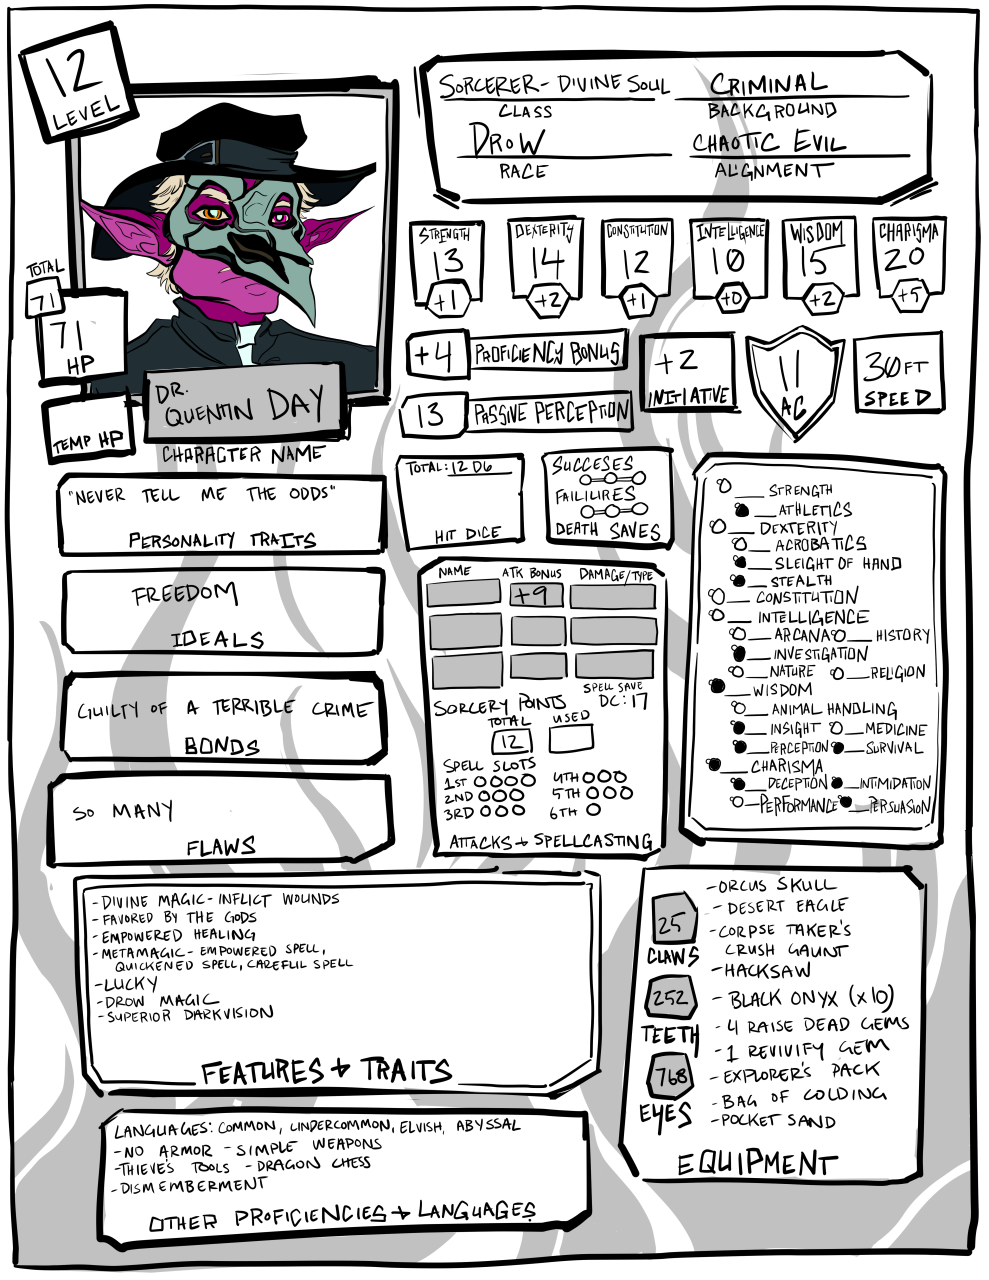 12
LEVEL
SORCERER - DIVINE SOUL
CLASS
CRIMINAL
BACKGROUND
DROW
RACE
CHAOTIC EVIL
ALIGNMENT
STRENGTH
13
+1
DEXTERITY
14
+2
CONSTITUTION
12
+1
INTELLIGENCE
10
+0
WISDOM
15
+2
CHARISMA
20
+5
TOTAL
71
71
HP
TEMP HP
DR.
QUENTIN DAY
CHARACTER NAME
+4 PROFICIENCY BONUS
13 PASSIVE PERCEPTION
+2
INITIATIVE
11
AC
30FT
SPEED
"NEVER TELL ME THE ODDS"
PERSONALITY TRAITS
FREEDOM
IDEALS
GUILTY OF A TERRIBLE CRIME
BONDS
SO MANY
FLAWS
TOTAL: 12 D6
HIT DICE
SUCCESES
FAILIURES
DEATH SAVES
NAME ATK BONUS DAMAGE/TYPE
+9
SPELL SAVE
DC: 17
SORCERY POINTS
TOTAL USED
12
SPELL SLOTS
1ST 4TH
2ND 5TH
3RD 6TH
ATTACKS + SPELLCASTING
STRENGTH
ATHLETICS
DEXTERITY
ACROBATICS
SLEIGHT OF HAND
STEALTH
CONSTITUTION
INTELLIGENCE
ARCANA HISTORY
INVESTIGATION
NATURE RELIGION
WISDOM
ANIMAL HANDLING
INSIGHT MEDICINE
PERCEPTION SURVIVAL
CHARISMA
DECEPTION INTIMIDATION
PERFORMANCE PERSUASION
- DIVINE MAGIC - INFLICT WOUNDS
- FAVORED BY THE GODS
- EMPOWERED HEALING
- METAMAGIC - EMPOWERED SPELL,
QUICKENED SPELL, CAREFUL SPELL
- LUCKY
- DROW MAGIC
- SUPERIOR DARKVISION
FEATURES + TRAITS
LANGUAGES: COMMON, UNDERCOMMON, ELVISH, ABYSSAL
- NO ARMOR - SIMPLE WEAPONS
- THIEVE'S TOOLS - DRAGON CHESS
- DISMEMBERMENT
OTHER PROFICIENCIES + LANGUAGES
25
CLAWS
252
TEETH
768
EYES
- ORCUS SKULL
- DESERT EAGLE
- CORPSE TAKER'S
CRUSH GAUNT
- HACKSAW
- BLACK ONYX (x10)
- 4 RAISE DEAD GEMS
- 1 REVIVIFY GEM
- EXPLORER'S PACK
- BAG OF COLDING
- POCKET SAND
EQUIPMENT